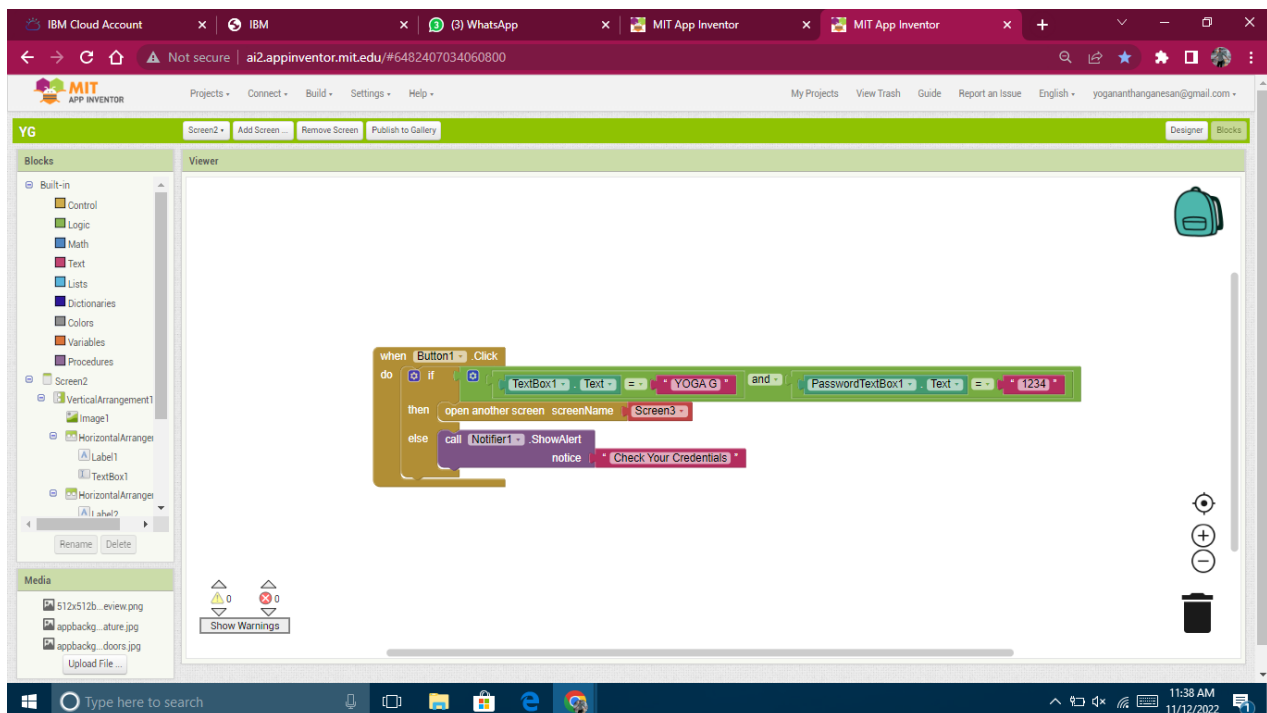 IBM Cloud Account
IBM
3 (3) WhatsApp
MIT App Inventor
MIT App Inventor
Not secure | ai2.appinventor.mit.edu/#6482407034060800
MIT
APP INVENTOR
Projects Connect Build Settings Help
My Projects View Trash Guide Report an Issue English yogananthanganesan@gmail.com
YG
Screen2 Add Screen ... Remove Screen Publish to Gallery
Designer Blocks
Blocks
Viewer
Built-in
Control
Logic
Math
Text
Lists
Dictionaries
Colors
Variables
Procedures
Screen2
VerticalArrangement1
Image1
HorizontalArranger
Label1
TextBox1
HorizontalArranger
Label2
Rename Delete
Media
512x512b...eview.png
appbackg...ature.jpg
appbackg...doors.jpg
Upload File ...
when Button1 .Click
do if TextBox1 . Text = " YOGA G " and PasswordTextBox1 . Text = " 1234 "
then open another screen screenName Screen3
else call Notifier1 .ShowAlert
notice " Check Your Credentials "
0 0
Show Warnings
Type here to search
11:38 AM
11/12/2022
1